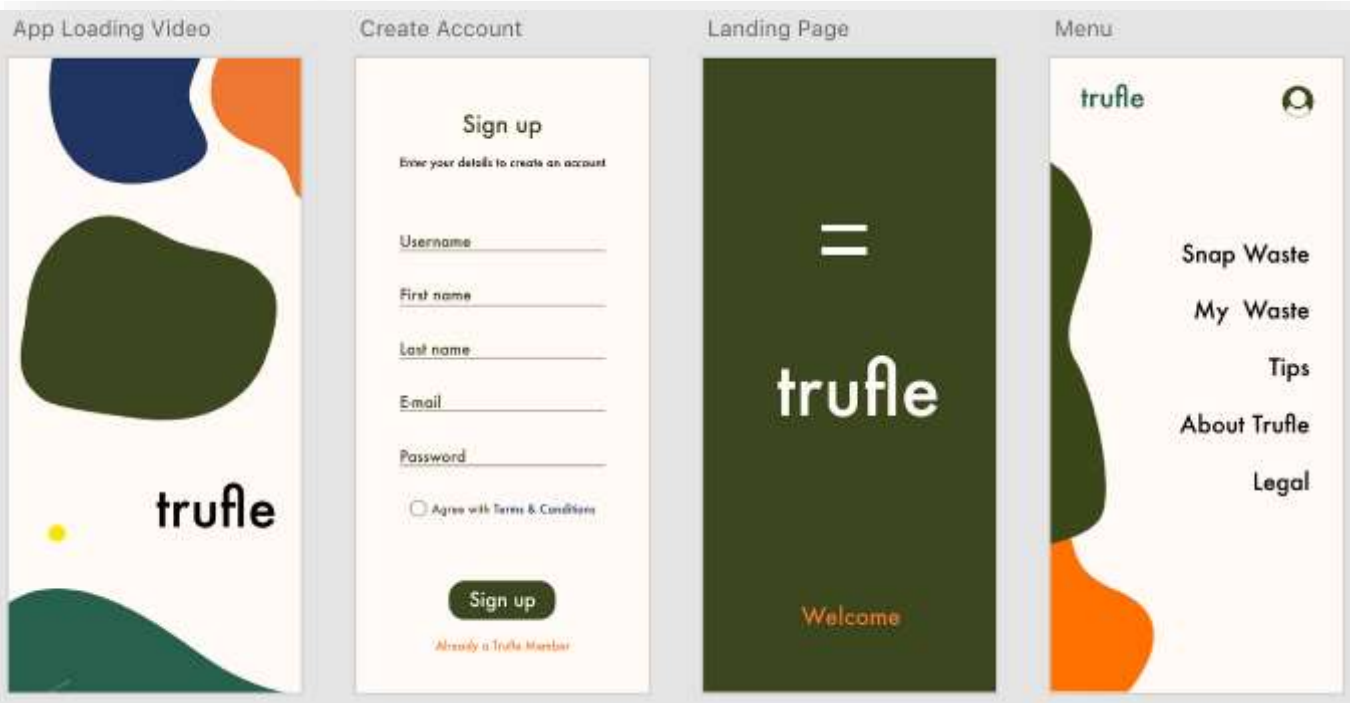 App Loading Video
trufle
Create Account
Sign up
Enter your details to create an account
Username
First name
Last name
E-mail
Password
Agree with Terms & Conditions
Sign up
Already a Trufle Member
Landing Page
=
trufle
Welcome
Menu
trufle
Snap Waste
My Waste
Tips
About Trufle
Legal